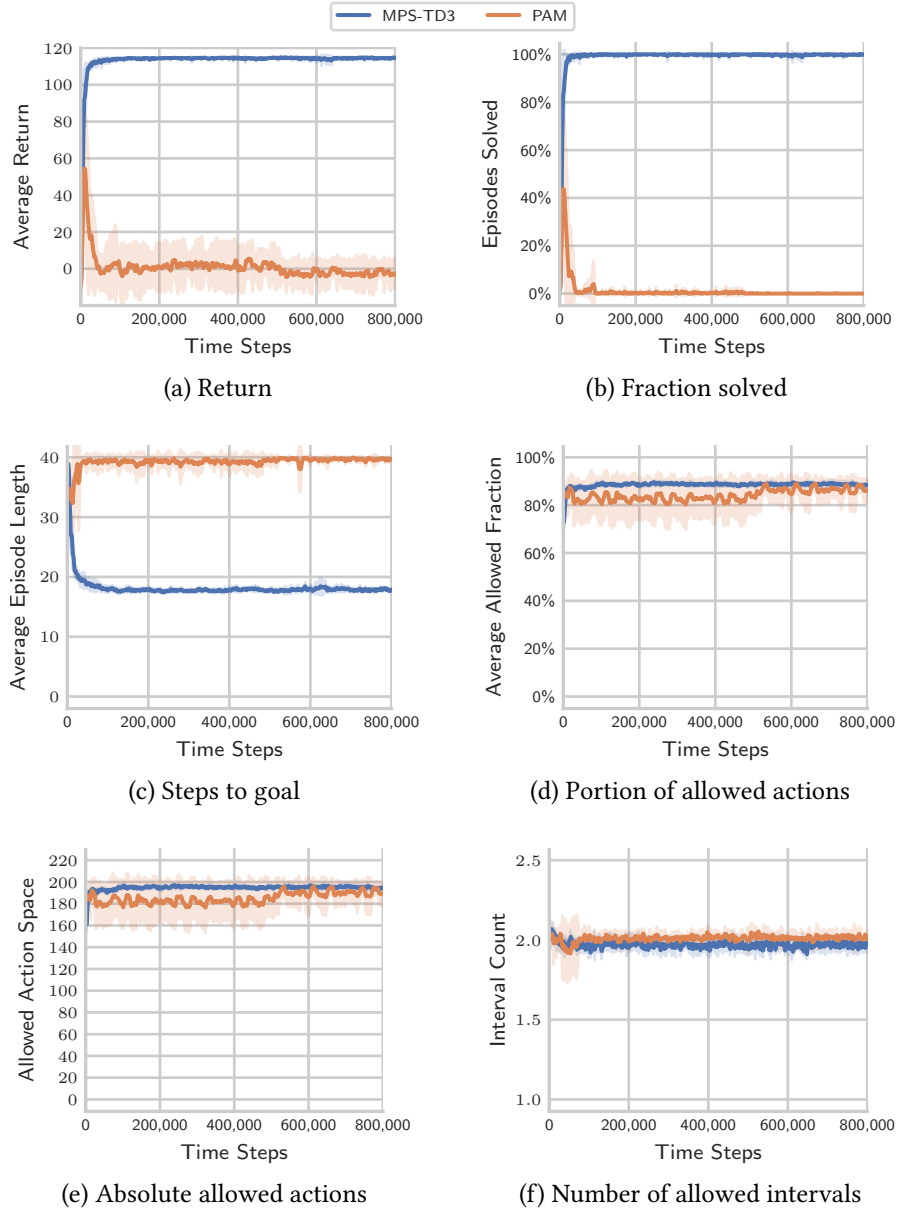 MPS-TD3 PAM
120
100
80
60
40
20
0
Average Return
0 200,000 400,000 600,000 800,000
Time Steps
(a) Return
100%
80%
60%
40%
20%
0%
Episodes Solved
0 200,000 400,000 600,000 800,000
Time Steps
(b) Fraction solved
40
30
20
10
0
Average Episode Length
0 200,000 400,000 600,000 800,000
Time Steps
(c) Steps to goal
100%
80%
60%
40%
20%
0%
Average Allowed Fraction
0 200,000 400,000 600,000 800,000
Time Steps
(d) Portion of allowed actions
220
200
180
160
140
120
100
80
60
40
20
0
Allowed Action Space
0 200,000 400,000 600,000 800,000
Time Steps
(e) Absolute allowed actions
2.5
2.0
1.5
1.0
Interval Count
0 200,000 400,000 600,000 800,000
Time Steps
(f) Number of allowed intervals